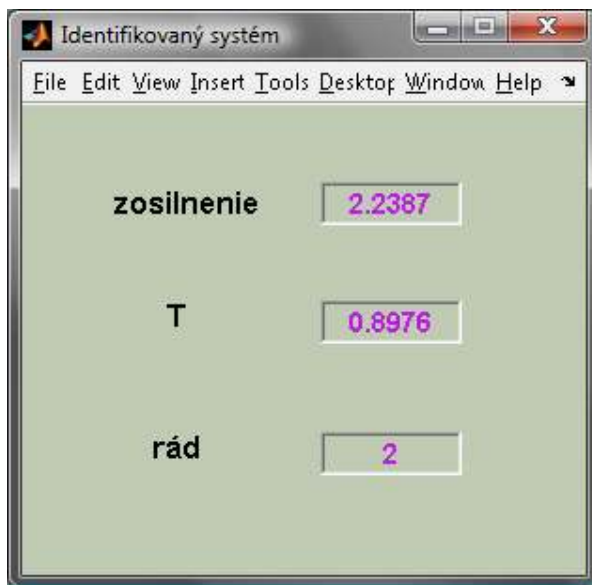 Identifikovaný systém
File Edit View Insert Tools Desktop Window Help
zosilnenie 2.2387
T 0.8976
rád 2